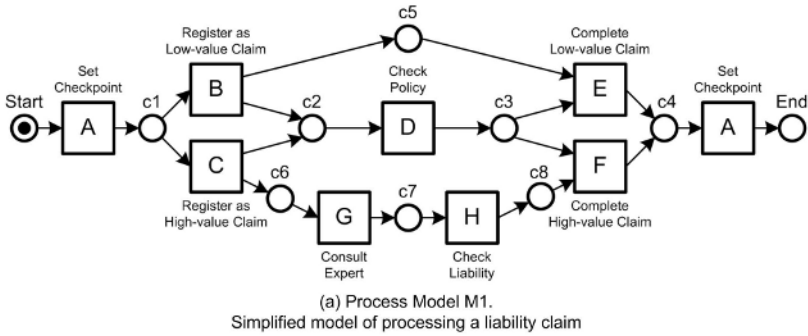 Register as
Low-value Claim
c5
Complete
Low-value Claim
Set
Checkpoint
Check
Policy
Set
Checkpoint
Start
c1
B
c2
c3
E
c4
End
A
D
A
C
c6
c7
c8
F
Register as
High-value Claim
G
H
Complete
High-value Claim
Consult
Expert
Check
Liability
(a) Process Model M1.
Simplified model of processing a liability claim